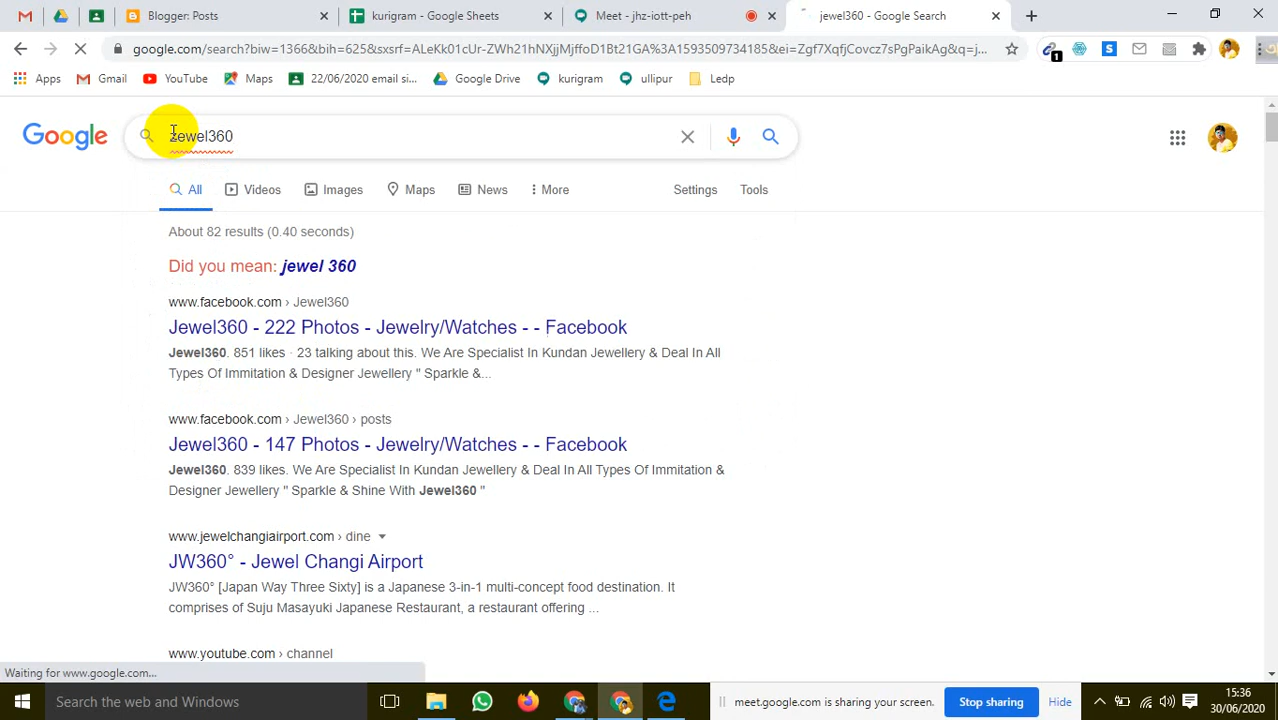 Blogger: Posts
kurigram - Google Sheets
Meet - jhz-iott-peh
jewel360 - Google Search
google.com/search?biw=1366&bih=625&sxsrf=ALeKk01cUr-ZWh21hNXjjMjffoD1Bt21GA%3A1593509734185&ei=Zgf7XqfjCovcz7sPgPaikAg&q=j...
1
Apps
Gmail
YouTube
Maps
22/06/2020 email si...
Google Drive
kurigram
ullipur
Ledp
Google
zewel360
All
Videos
Images
Maps
News
More
Settings
Tools
About 82 results (0.40 seconds)
Did you mean: jewel 360
www.facebook.com › Jewel360
Jewel360 - 222 Photos - Jewelry/Watches - - Facebook
Jewel360. 851 likes · 23 talking about this. We Are Specialist In Kundan Jewellery & Deal In All
Types Of Immitation & Designer Jewellery " Sparkle &...
www.facebook.com › Jewel360 › posts
Jewel360 - 147 Photos - Jewelry/Watches - - Facebook
Jewel360. 839 likes. We Are Specialist In Kundan Jewellery & Deal In All Types Of Immitation &
Designer Jewellery " Sparkle & Shine With Jewel360 "
www.jewelchangiairport.com › dine
JW360° - Jewel Changi Airport
JW360° [Japan Way Three Sixty] is a Japanese 3-in-1 multi-concept food destination. It
comprises of Suju Masayuki Japanese Restaurant, a restaurant offering ...
www.youtube.com › channel
Waiting for www.google.com...
Search the web and Windows
meet.google.com is sharing your screen.
Stop sharing
Hide
15:36
30/06/2020